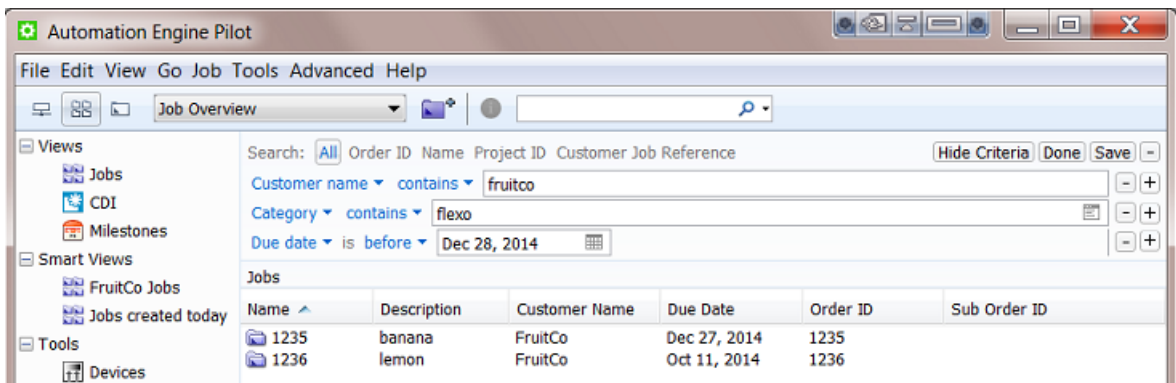 Automation Engine Pilot
File Edit View Go Job Tools Advanced Help
Job Overview
Views
Jobs
CDI
Milestones
Smart Views
FruitCo Jobs
Jobs created today
Tools
Devices
Search: All Order ID Name Project ID Customer Job Reference Hide Criteria Done Save -
Customer name contains fruitco - +
Category contains flexo - +
Due date is before Dec 28, 2014 - +
Jobs
Name Description Customer Name Due Date Order ID Sub Order ID
1235 banana FruitCo Dec 27, 2014 1235
1236 lemon FruitCo Oct 11, 2014 1236